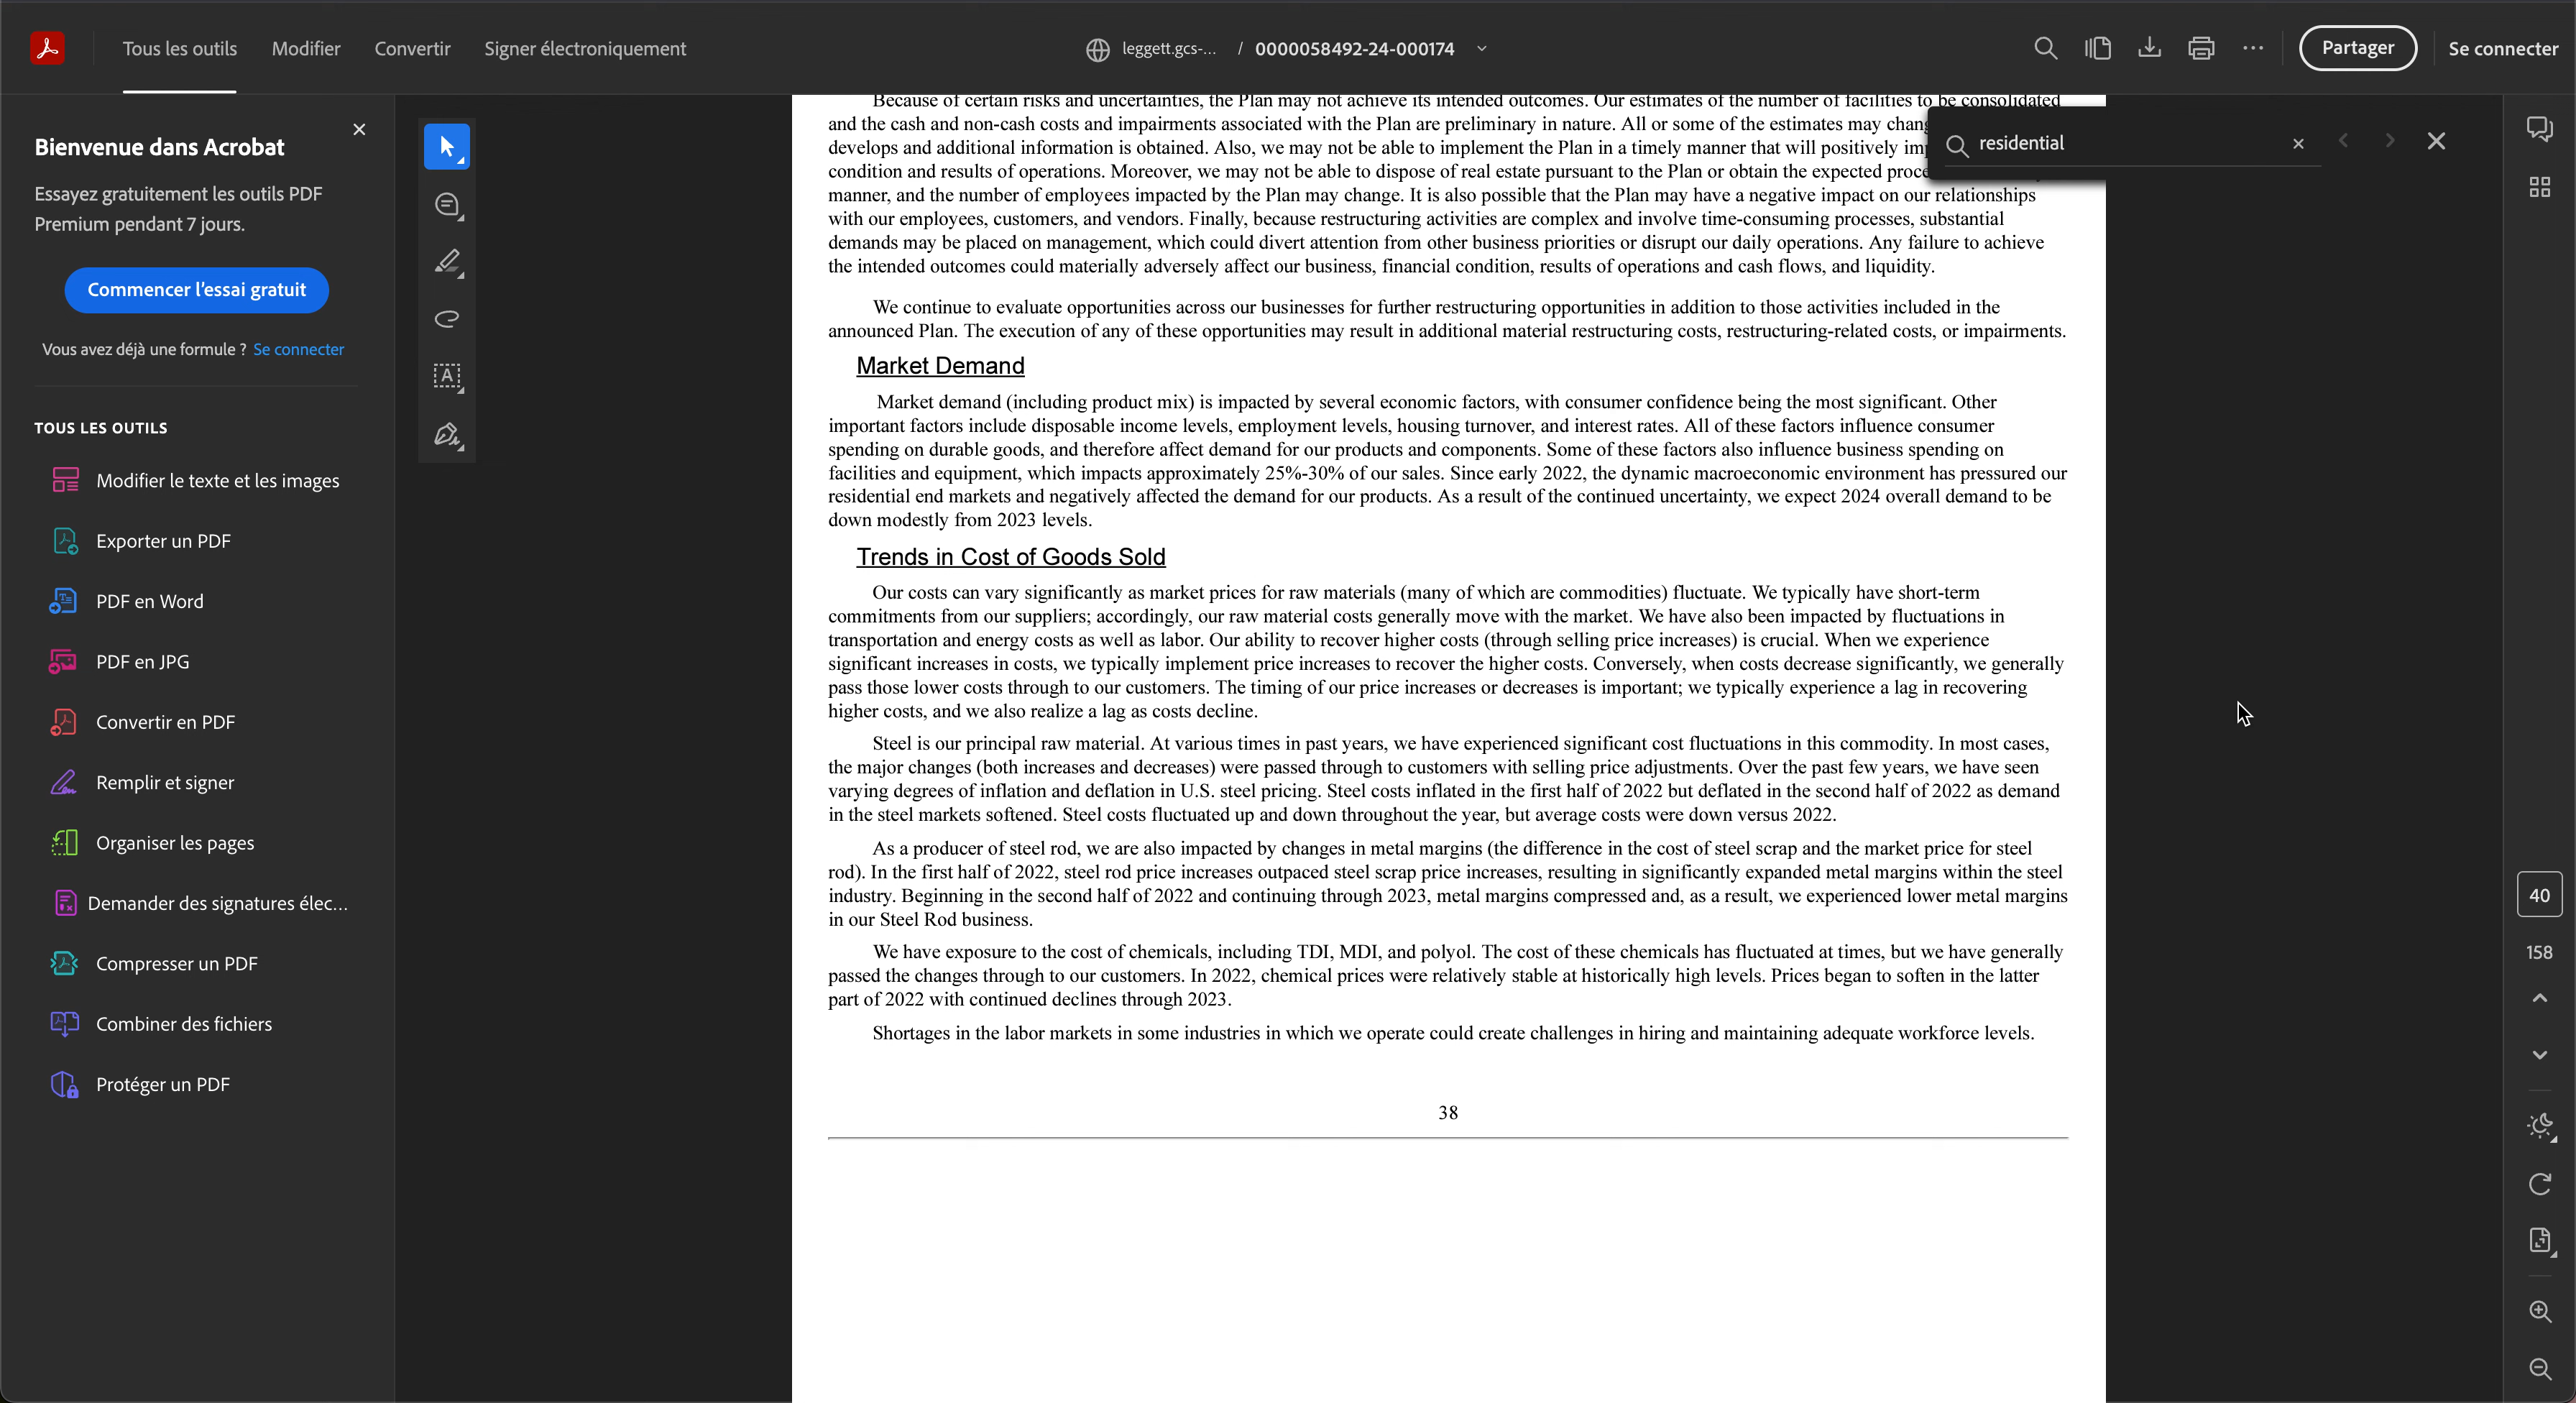 Tous les outils
Modifier
Convertir
Signer électroniquement
leggett.gcs-... / 0000058492-24-000174
Partager
Se connecter
Bienvenue dans Acrobat
Essayez gratuitement les outils PDF
Premium pendant 7 jours.
Commencer l'essai gratuit
Vous avez déjà une formule ? Se connecter
TOUS LES OUTILS
Modifier le texte et les images
Exporter un PDF
PDF en Word
PDF en JPG
Convertir en PDF
Remplir et signer
Organiser les pages
Demander des signatures élec...
Compresser un PDF
Combiner des fichiers
Protéger un PDF
residential
Because of certain risks and uncertainties, the Plan may not achieve its intended outcomes. Our estimates of the number of facilities to be consolidated
and the cash and non-cash costs and impairments associated with the Plan are preliminary in nature. All or some of the estimates may
develops and additional information is obtained. Also, we may not be able to implement the Plan in a timely manner that will positively
condition and results of operations. Moreover, we may not be able to dispose of real estate pursuant to the Plan or obtain the expected
manner, and the number of employees impacted by the Plan may change. It is also possible that the Plan may have a negative impact on our relationships
with our employees, customers, and vendors. Finally, because restructuring activities are complex and involve time-consuming processes, substantial
demands may be placed on management, which could divert attention from other business priorities or disrupt our daily operations. Any failure to achieve
the intended outcomes could materially adversely affect our business, financial condition, results of operations and cash flows, and liquidity.
We continue to evaluate opportunities across our businesses for further restructuring opportunities in addition to those activities included in the
announced Plan. The execution of any of these opportunities may result in additional material restructuring costs, restructuring-related costs, or impairments.
Market Demand
Market demand (including product mix) is impacted by several economic factors, with consumer confidence being the most significant. Other
important factors include disposable income levels, employment levels, housing turnover, and interest rates. All of these factors influence consumer
spending on durable goods, and therefore affect demand for our products and components. Some of these factors also influence business spending on
facilities and equipment, which impacts approximately 25%-30% of our sales. Since early 2022, the dynamic macroeconomic environment has pressured our
residential end markets and negatively affected the demand for our products. As a result of the continued uncertainty, we expect 2024 overall demand to be
down modestly from 2023 levels.
Trends in Cost of Goods Sold
Our costs can vary significantly as market prices for raw materials (many of which are commodities) fluctuate. We typically have short-term
commitments from our suppliers; accordingly, our raw material costs generally move with the market. We have also been impacted by fluctuations in
transportation and energy costs as well as labor. Our ability to recover higher costs (through selling price increases) is crucial. When we experience
significant increases in costs, we typically implement price increases to recover the higher costs. Conversely, when costs decrease significantly, we generally
pass those lower costs through to our customers. The timing of our price increases or decreases is important; we typically experience a lag in recovering
higher costs, and we also realize a lag as costs decline.
Steel is our principal raw material. At various times in past years, we have experienced significant cost fluctuations in this commodity. In most cases,
the major changes (both increases and decreases) were passed through to customers with selling price adjustments. Over the past few years, we have seen
varying degrees of inflation and deflation in U.S. steel pricing. Steel costs inflated in the first half of 2022 but deflated in the second half of 2022 as demand
in the steel markets softened. Steel costs fluctuated up and down throughout the year, but average costs were down versus 2022.
As a producer of steel rod, we are also impacted by changes in metal margins (the difference in the cost of steel scrap and the market price for steel
rod). In the first half of 2022, steel rod price increases outpaced steel scrap price increases, resulting in significantly expanded metal margins within the steel
industry. Beginning in the second half of 2022 and continuing through 2023, metal margins compressed and, as a result, we experienced lower metal margins
in our Steel Rod business.
We have exposure to the cost of chemicals, including TDI, MDI, and polyol. The cost of these chemicals has fluctuated at times, but we have generally
passed the changes through to our customers. In 2022, chemical prices were relatively stable at historically high levels. Prices began to soften in the latter
part of 2022 with continued declines through 2023.
Shortages in the labor markets in some industries in which we operate could create challenges in hiring and maintaining adequate workforce levels.
38
40
158